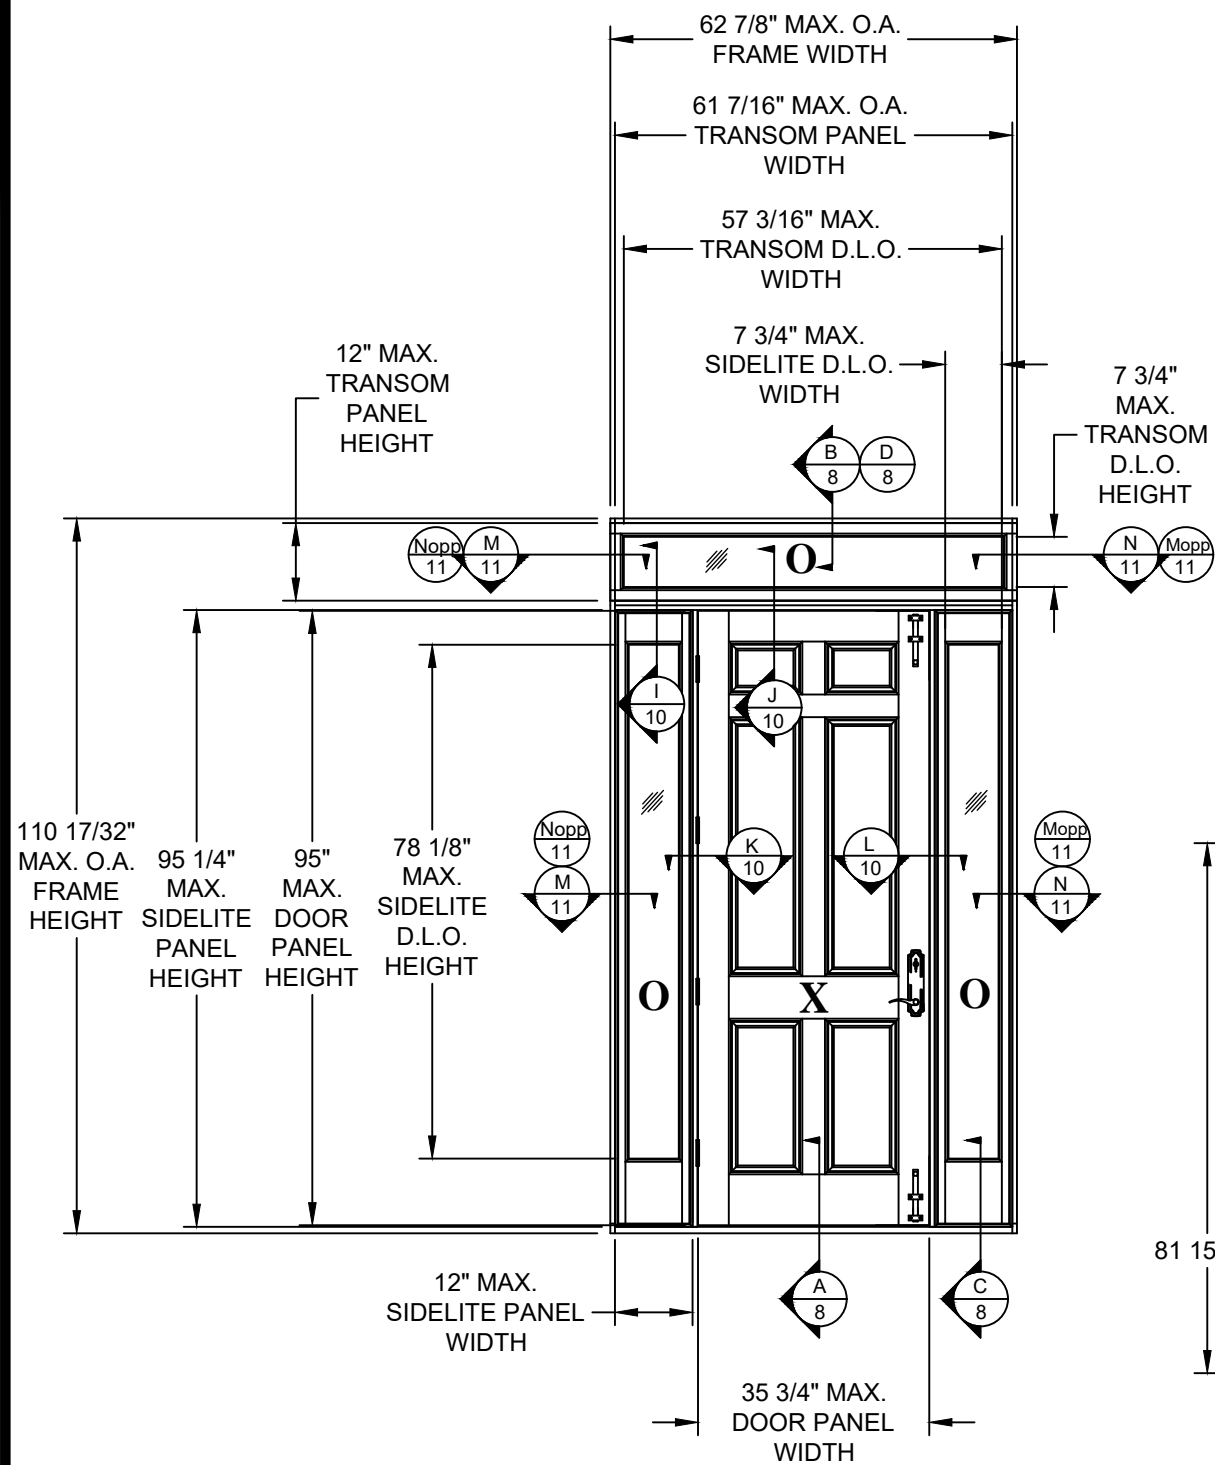 62 7/8" MAX. O.A.
FRAME WIDTH
61 7/16" MAX. O.A.
TRANSOM PANEL
WIDTH
57 3/16" MAX.
TRANSOM D.L.O.
WIDTH
7 3/4" MAX.
SIDELITE D.L.O.
WIDTH
12" MAX.
TRANSOM
PANEL
HEIGHT
7 3/4"
MAX.
TRANSOM
D.L.O.
HEIGHT
B
8
D
8
Nopp
11
M
11
O
N
11
Mopp
11
I
10
J
10
110 17/32"
MAX. O.A.
FRAME
HEIGHT
95 1/4"
MAX.
SIDELITE
PANEL
HEIGHT
95"
MAX.
DOOR
PANEL
HEIGHT
78 1/8"
MAX.
SIDELITE
D.L.O.
HEIGHT
Nopp
11
M
11
K
10
L
10
Mopp
11
N
11
O
X
O
81 15
12" MAX.
SIDELITE PANEL
WIDTH
A
8
C
8
35 3/4" MAX.
DOOR PANEL
WIDTH